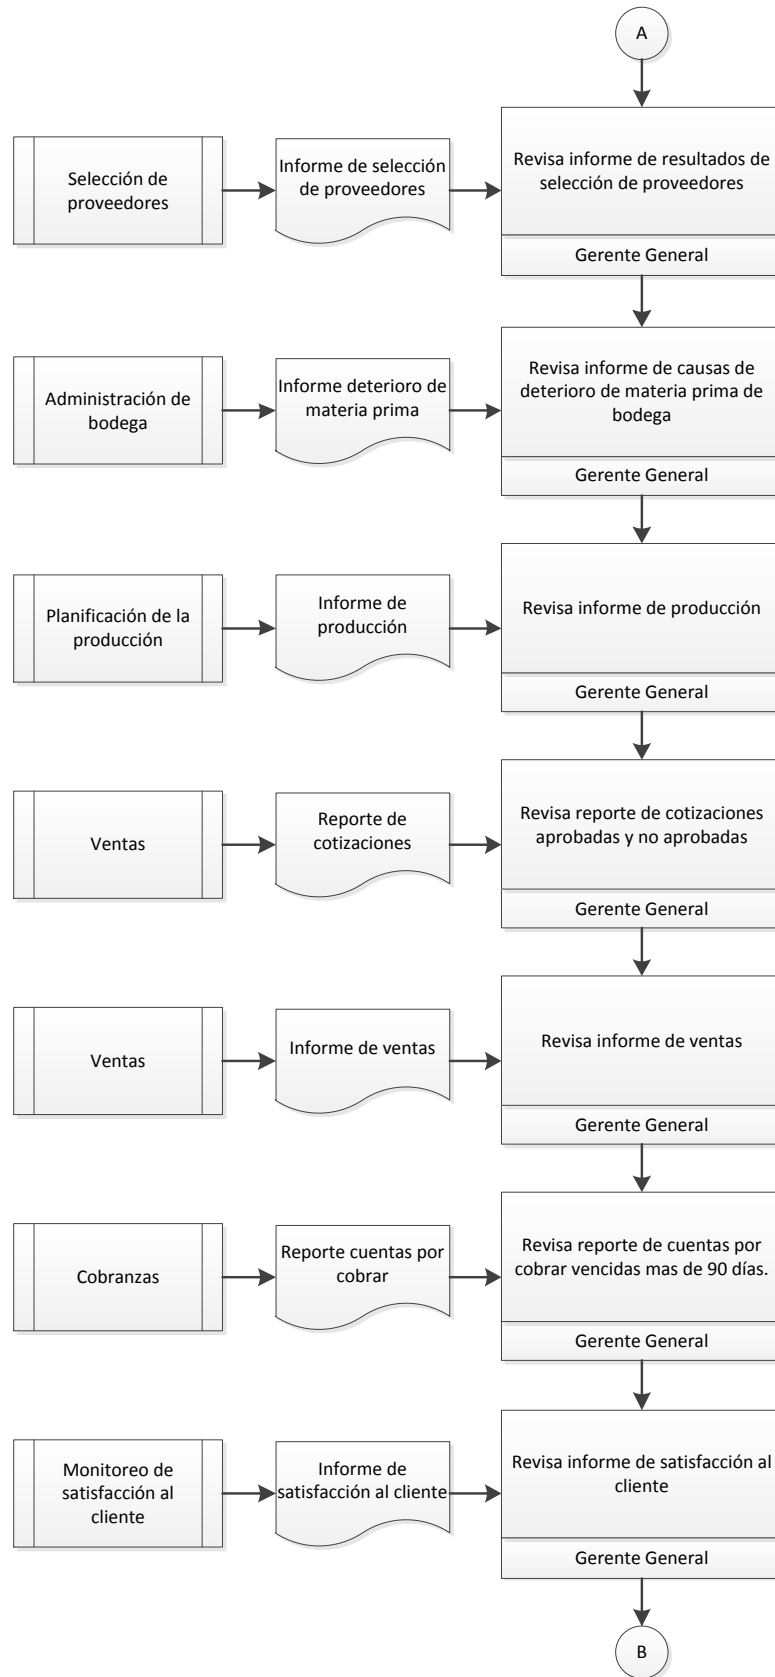 A
Selección de
proveedores
Informe de selección
de proveedores
Revisa informe de resultados de
selección de proveedores
Gerente General
Administración de
bodega
Informe deterioro de
materia prima
Revisa informe de causas de
deterioro de materia prima de
bodega
Gerente General
Planificación de la
producción
Informe de
producción
Revisa informe de producción
Gerente General
Ventas
Reporte de
cotizaciones
Revisa reporte de cotizaciones
aprobadas y no aprobadas
Gerente General
Ventas
Informe de ventas
Revisa informe de ventas
Gerente General
Cobranzas
Reporte cuentas por
cobrar
Revisa reporte de cuentas por
cobrar vencidas mas de 90 días.
Gerente General
Monitoreo de
satisfacción al
cliente
Informe de
satisfacción al cliente
Revisa informe de satisfacción al
cliente
Gerente General
B